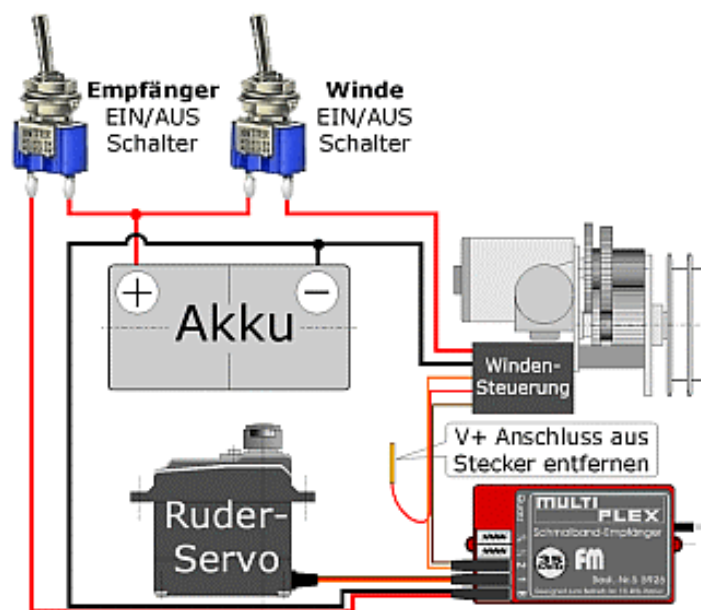 Empfänger
EIN/AUS
Schalter
Winde
EIN/AUS
Schalter
+
−
Akku
Winden-
Steuerung
V+ Anschluss aus
Stecker entfernen
Ruder-
Servo
MULTI
PLEX
Schmalband-Empfänger
FM